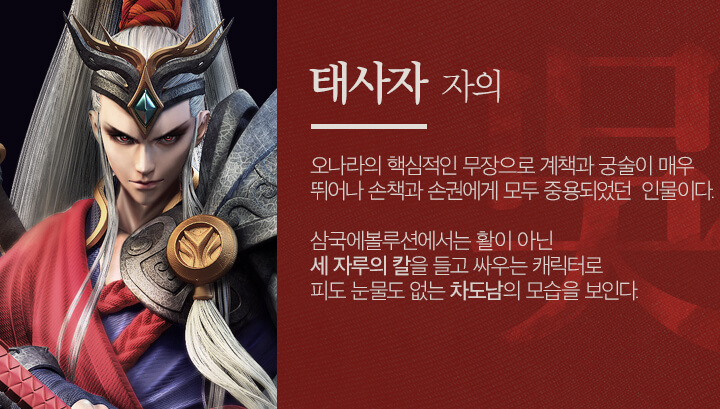 태사자 자의
오나라의 핵심적인 무장으로 계책과 궁술이 매우
뛰어나 손책과 손권에게 모두 중용되었던 인물이다.
삼국에볼루션에서는 활이 아닌
세 자루의 칼을 들고 싸우는 캐릭터로
피도 눈물도 없는 차도남의 모습을 보인다.
吳